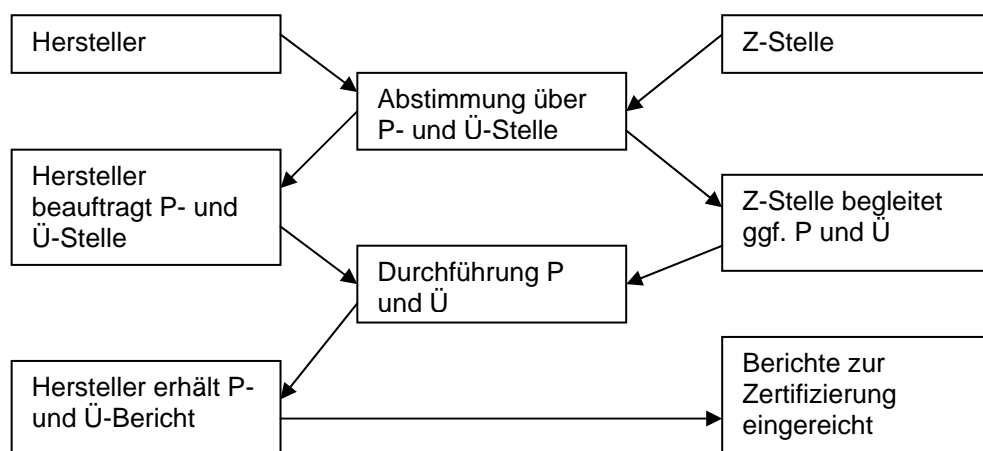 Hersteller
Z-Stelle
Abstimmung über
P- und Ü-Stelle
Hersteller
beauftragt P- und
Ü-Stelle
Z-Stelle begleitet
ggf. P und Ü
Durchführung P
und Ü
Hersteller erhält P-
und Ü-Bericht
Berichte zur
Zertifizierung
eingereicht